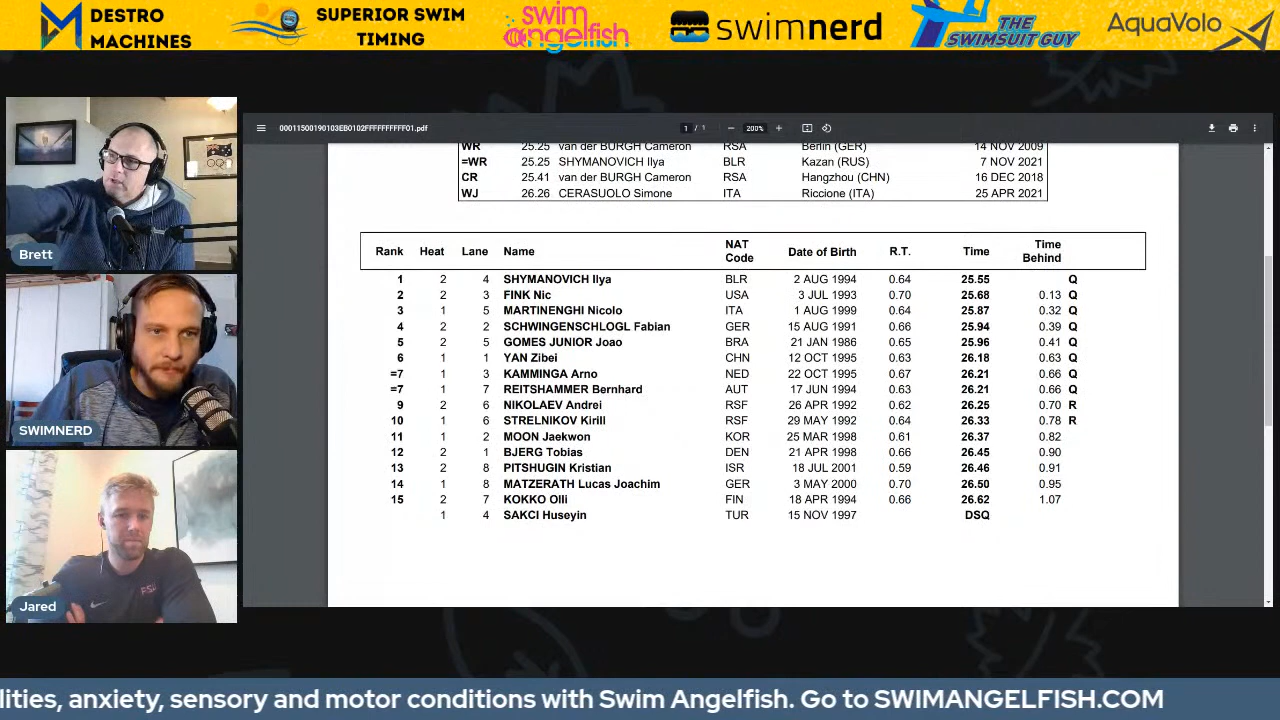 DESTRO MACHINES
SUPERIOR SWIM TIMING
swim angelfish
swimnerd
THE SWIMSUIT GUY
AquaVolo
Brett
SWIMNERD
Jared
FSU
00011500190103EB0102FFFFFFFFFF01.pdf
1 / 1
200%
WR 25.25 van der BURGH Cameron RSA Berlin (GER) 14 NOV 2009
=WR 25.25 SHYMANOVICH Ilya BLR Kazan (RUS) 7 NOV 2021
CR 25.41 van der BURGH Cameron RSA Hangzhou (CHN) 16 DEC 2018
WJ 26.26 CERASUOLO Simone ITA Riccione (ITA) 25 APR 2021
Rank Heat Lane Name NAT Code Date of Birth R.T. Time Time Behind
1 2 4 SHYMANOVICH Ilya BLR 2 AUG 1994 0.64 25.55 Q
2 2 3 FINK Nic USA 3 JUL 1993 0.70 25.68 0.13 Q
3 1 5 MARTINENGHI Nicolo ITA 1 AUG 1999 0.64 25.87 0.32 Q
4 2 2 SCHWINGENSCHLOGL Fabian GER 15 AUG 1991 0.66 25.94 0.39 Q
5 2 5 GOMES JUNIOR Joao BRA 21 JAN 1986 0.65 25.96 0.41 Q
6 1 1 YAN Zibei CHN 12 OCT 1995 0.63 26.18 0.63 Q
=7 1 3 KAMMINGA Arno NED 22 OCT 1995 0.67 26.21 0.66 Q
=7 1 7 REITSHAMMER Bernhard AUT 17 JUN 1994 0.63 26.21 0.66 Q
9 2 6 NIKOLAEV Andrei RSF 26 APR 1992 0.62 26.25 0.70 R
10 1 6 STRELNIKOV Kirill RSF 29 MAY 1992 0.64 26.33 0.78 R
11 1 2 MOON Jaekwon KOR 25 MAR 1998 0.61 26.37 0.82
12 2 1 BJERG Tobias DEN 21 APR 1998 0.66 26.45 0.90
13 2 8 PITSHUGIN Kristian ISR 18 JUL 2001 0.59 26.46 0.91
14 1 8 MATZERATH Lucas Joachim GER 3 MAY 2000 0.70 26.50 0.95
15 2 7 KOKKO Olli FIN 18 APR 1994 0.66 26.62 1.07
1 4 SAKCI Huseyin TUR 15 NOV 1997 DSQ
lities, anxiety, sensory and motor conditions with Swim Angelfish. Go to SWIMANGELFISH.COM